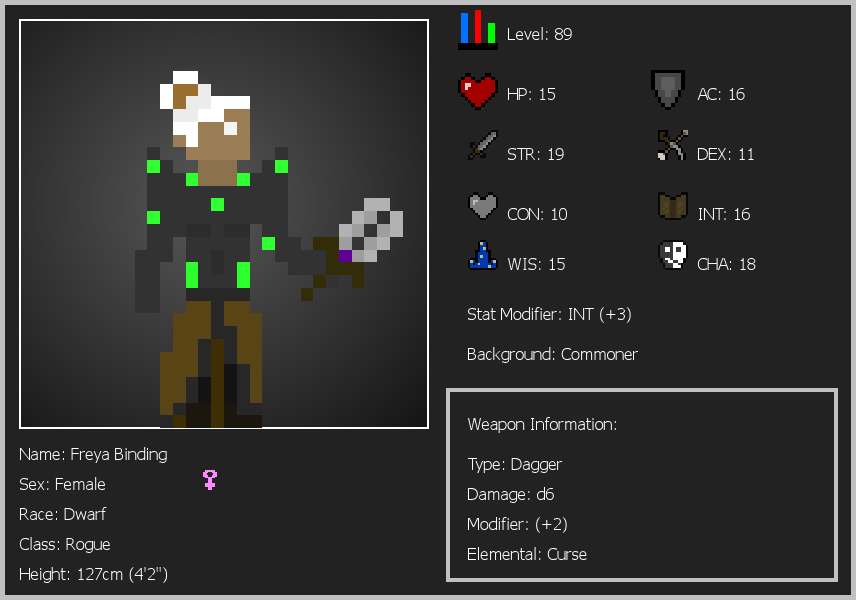 Level: 89
HP: 15
AC: 16
STR: 19
DEX: 11
CON: 10
INT: 16
WIS: 15
CHA: 18
Stat Modifier: INT (+3)
Background: Commoner
Weapon Information:
Type: Dagger
Damage: d6
Modifier: (+2)
Elemental: Curse
Name: Freya Binding
Sex: Female
Race: Dwarf
Class: Rogue
Height: 127cm (4'2")